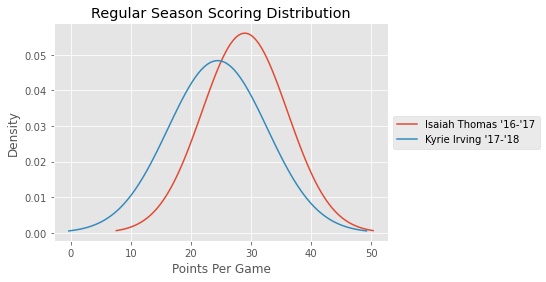 Regular Season Scoring Distribution
0.05
0.04
0.03
0.02
0.01
0.00
Density
0 10 20 30 40 50
Points Per Game
Isaiah Thomas '16-'17
Kyrie Irving '17-'18